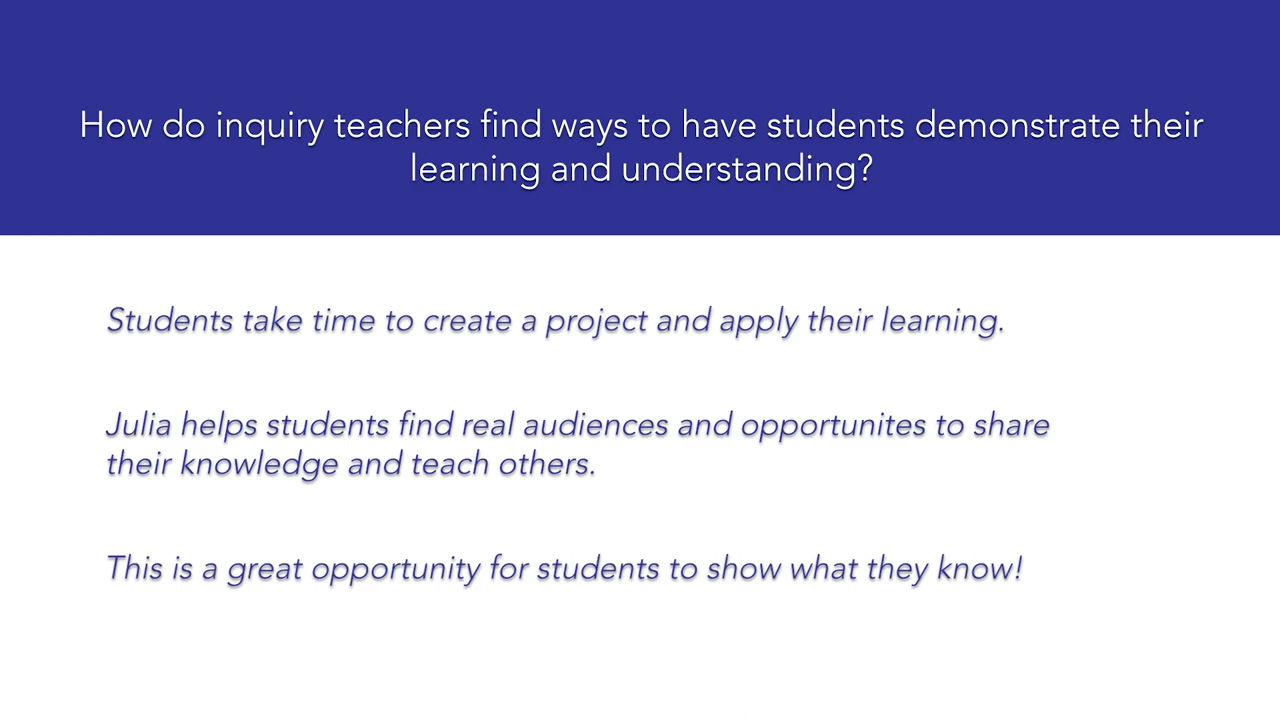 How do inquiry teachers find ways to have students demonstrate their
learning and understanding?
Students take time to create a project and apply their learning.
Julia helps students find real audiences and opportunites to share
their knowledge and teach others.
This is a great opportunity for students to show what they know!